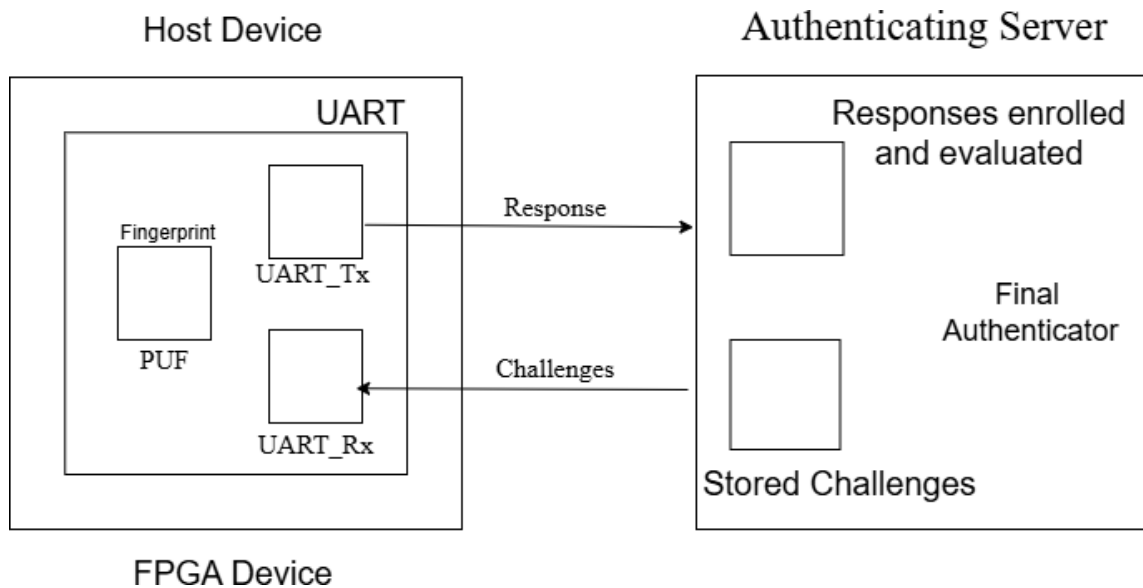 Host Device
Authenticating Server
UART
Responses enrolled
and evaluated
Response
Fingerprint
UART_Tx
PUF
Final
Authenticator
Challenges
UART_Rx
Stored Challenges
FPGA Device